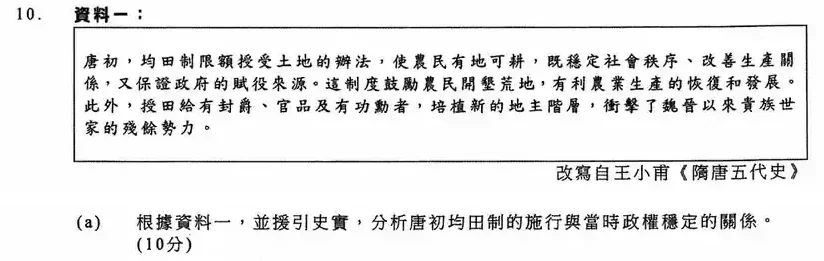 10. 資料一：
唐初，均田制限額授受土地的辦法，使農民有地可耕，既穩定社會秩序、改善生產關
係，又保證政府的賦役來源。這制度鼓勵農民開墾荒地，有利農業生產的恢復和發展。
此外，授田給有封爵、官品及有功勳者，培植新的地主階層，衝擊了魏晉以來貴族世
家的殘餘勢力。
改寫自王小甫《隋唐五代史》
(a) 根據資料一，並援引史實，分析唐初均田制的施行與當時政權穩定的關係。
(10分)